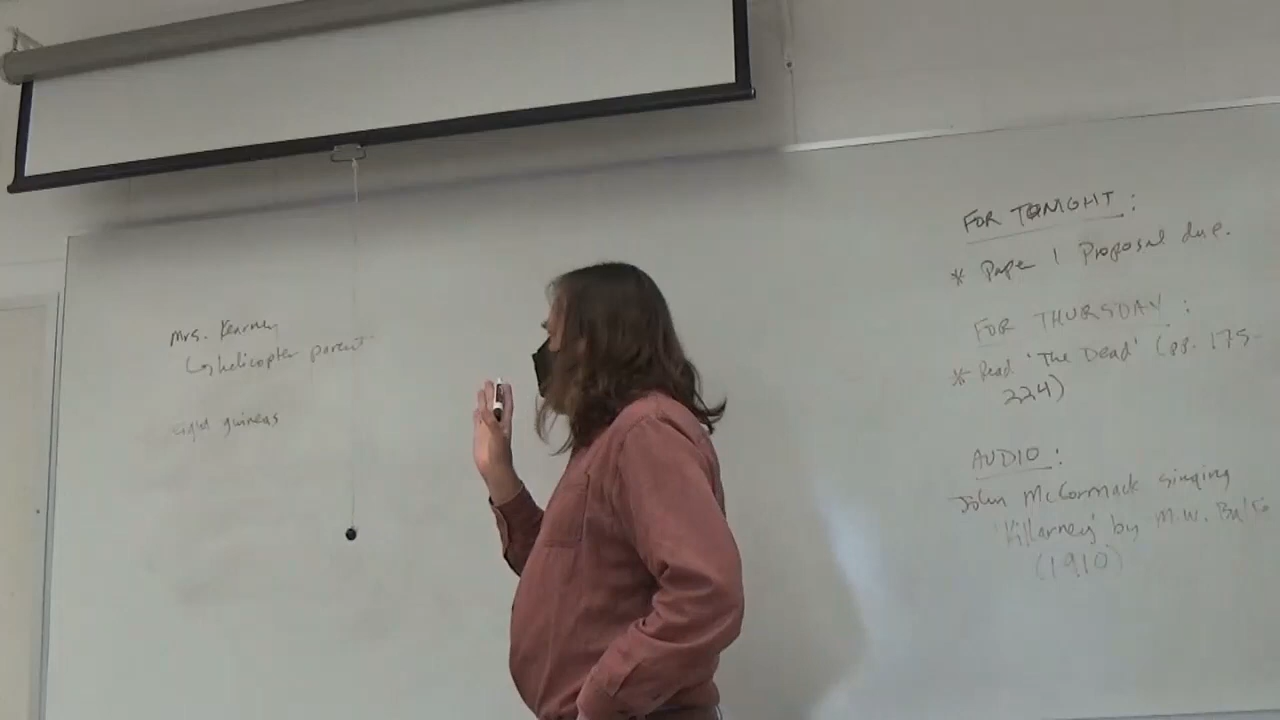 Mrs. Kearney
↳ helicopter parent
eight guineas
FOR TONIGHT :
* Paper 1 Proposal due.
FOR THURSDAY :
* Read 'The Dead' (pp. 175-
224)
AUDIO :
John McCormack singing
'Killarney' by M.W. Balfe
(1910)